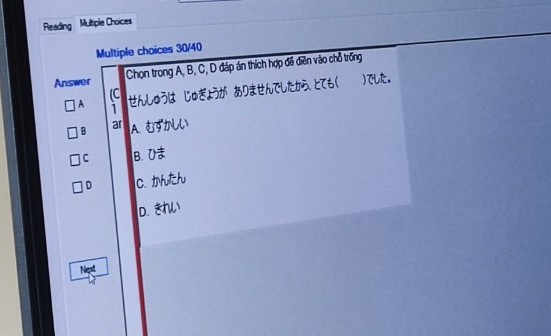 Reading Multiple Choices
Multiple choices 30/40
Answer
A
B
C
D
(C
1
ar
Chọn trong A, B, C, D đáp án thích hợp để điền vào chỗ trống
せんしゅうは じゅぎょうが ありませんでしたから、とても( )でした。
A. むずかしい
B. ひま
C. かんたん
D. きれい
Next